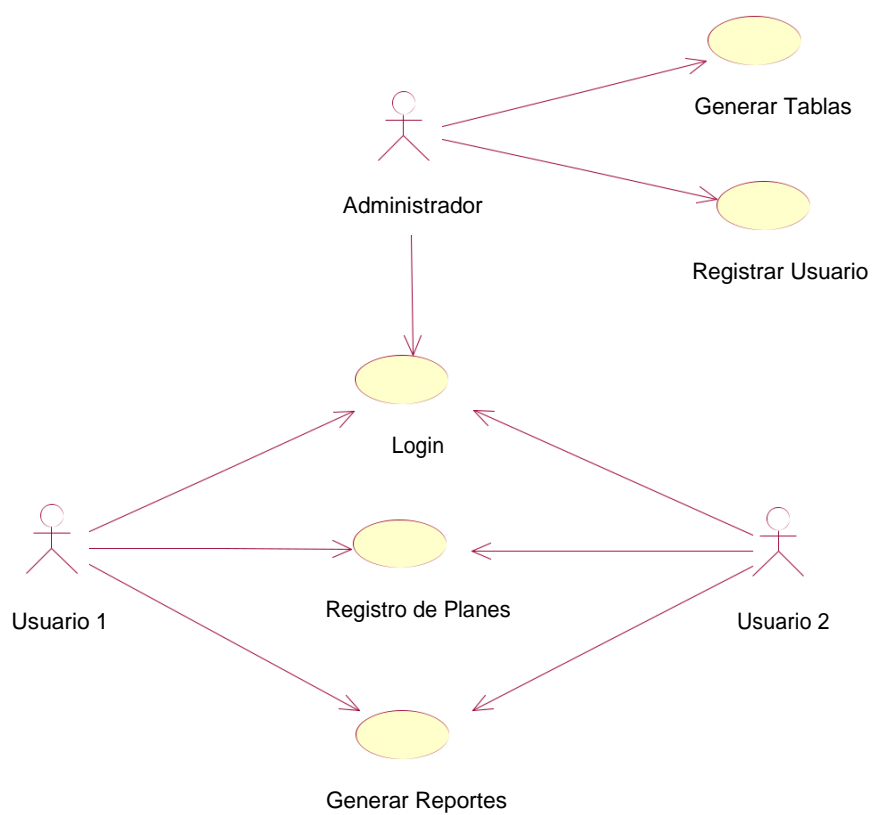 Generar Tablas
Administrador
Registrar Usuario
Login
Usuario 1
Registro de Planes
Usuario 2
Generar Reportes